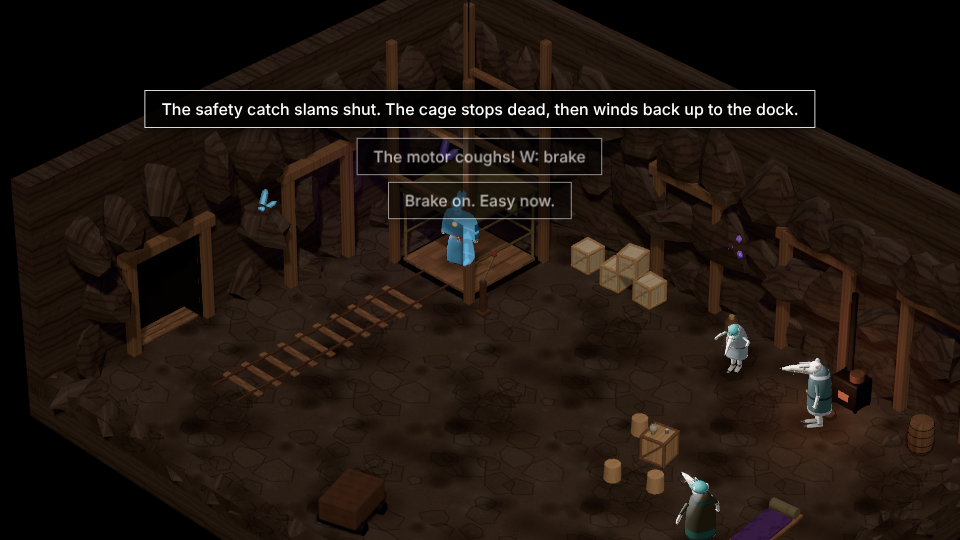 The safety catch slams shut. The cage stops dead, then winds back up to the dock.
The motor coughs! W: brake
Brake on. Easy now.